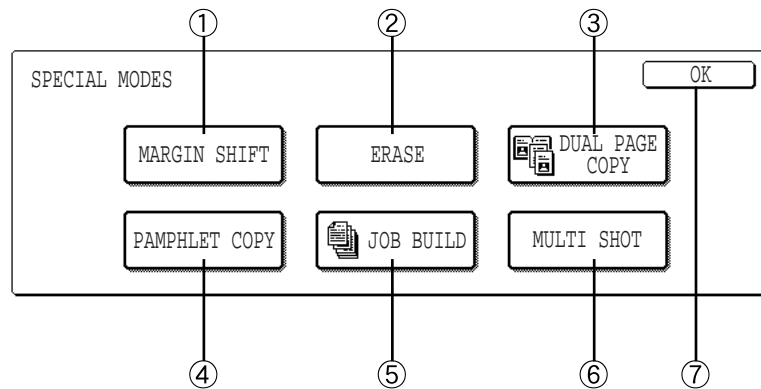 ① ② ③
SPECIAL MODES
OK
MARGIN SHIFT
ERASE
DUAL PAGE
COPY
PAMPHLET COPY
JOB BUILD
MULTI SHOT
④ ⑤ ⑥ ⑦